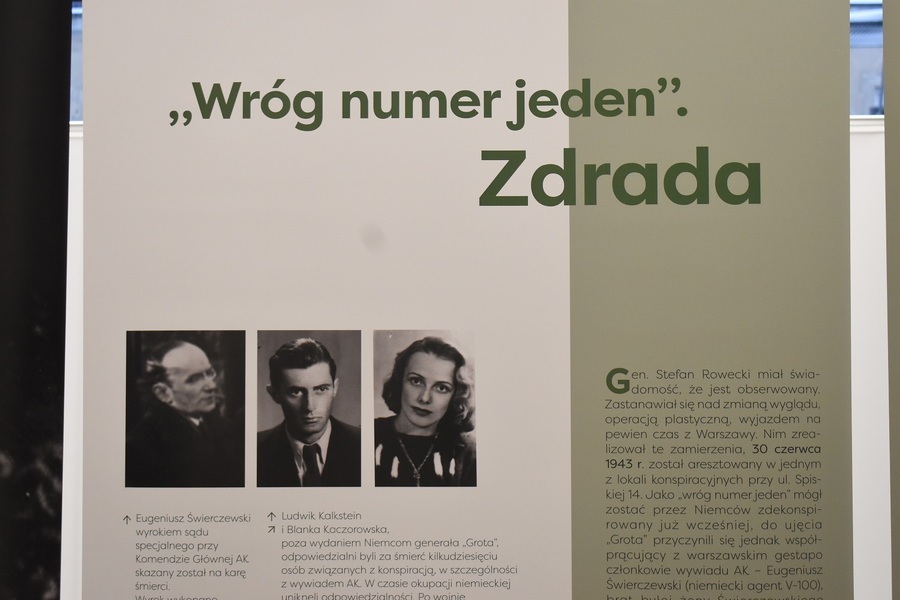 „Wróg numer jeden”.
Zdrada
↑ Eugeniusz Świerczewski
wyrokiem sądu
specjalnego przy
Komendzie Głównej AK
skazany został na karę
śmierci.
Wyrok wykonano
↑ Ludwik Kalkstein
↗ i Blanka Kaczorowska,
poza wydaniem Niemcom generała „Grota”,
odpowiedzialni byli za śmierć kilkudziesięciu
osób związanych z konspiracją, w szczególności
z wywiadem AK. W czasie okupacji niemieckiej
uniknęli odpowiedzialności. Po wojnie
Gen. Stefan Rowecki miał świa-
domość, że jest obserwowany.
Zastanawiał się nad zmianą wyglądu,
operacją plastyczną, wyjazdem na
pewien czas z Warszawy. Nim zrea-
lizował te zamierzenia, 30 czerwca
1943 r. został aresztowany w jednym
z lokali konspiracyjnych przy ul. Spis-
kiej 14. Jako „wróg numer jeden” mógł
zostać przez Niemców zdekonspi-
rowany już wcześniej, do ujęcia
„Grota” przyczynili się jednak współ-
pracujący z warszawskim gestapo
członkowie wywiadu AK – Eugeniusz
Świerczewski (niemiecki agent V-100),
brat byłej żony Świerczewskiego